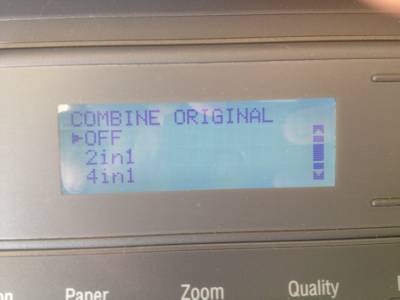 COMBINE ORIGINAL
►OFF
2in1
4in1
Paper
Zoom
Quality